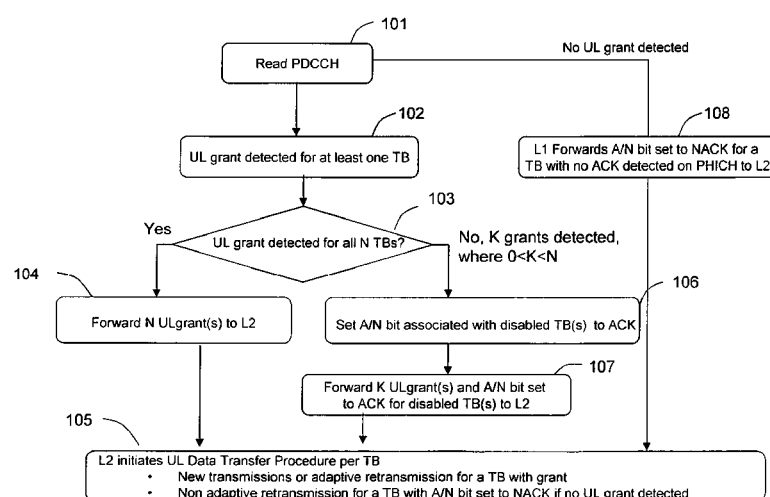 101
No UL grant detected
Read PDCCH
102
108
UL grant detected for at least one TB
L1 Forwards A/N bit set to NACK for a
TB with no ACK detected on PHICH to L2
103
Yes
UL grant detected for all N TBs?
No, K grants detected,
where 0<K<N
104
106
Forward N ULgrant(s) to L2
Set A/N bit associated with disabled TB(s) to ACK
107
Forward K ULgrant(s) and A/N bit set
to ACK for disabled TB(s) to L2
105
L2 initiates UL Data Transfer Procedure per TB
• New transmissions or adaptive retransmission for a TB with grant
• Non adaptive retransmission for a TB with A/N bit set to NACK if no UL grant detected